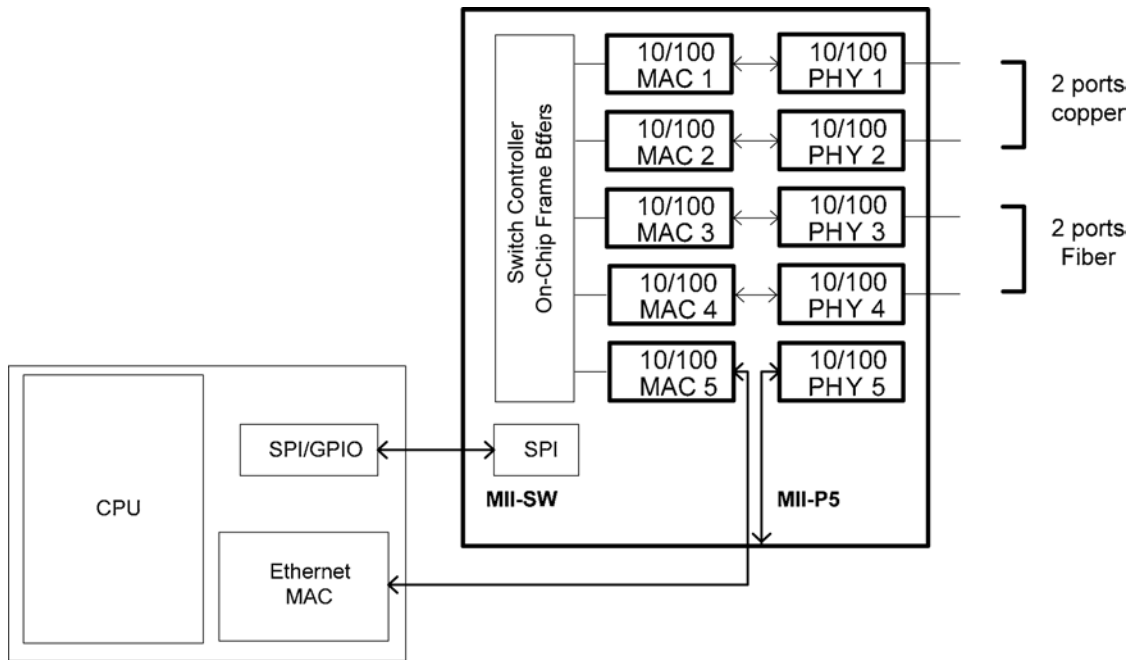 10/100
MAC 1
10/100
PHY 1
2 ports
copper
10/100
MAC 2
10/100
PHY 2
Switch Controller
On-Chip Frame Bffers
10/100
MAC 3
10/100
PHY 3
2 ports
Fiber
10/100
MAC 4
10/100
PHY 4
10/100
MAC 5
10/100
PHY 5
SPI/GPIO
SPI
MII-SW
MII-P5
CPU
Ethernet
MAC